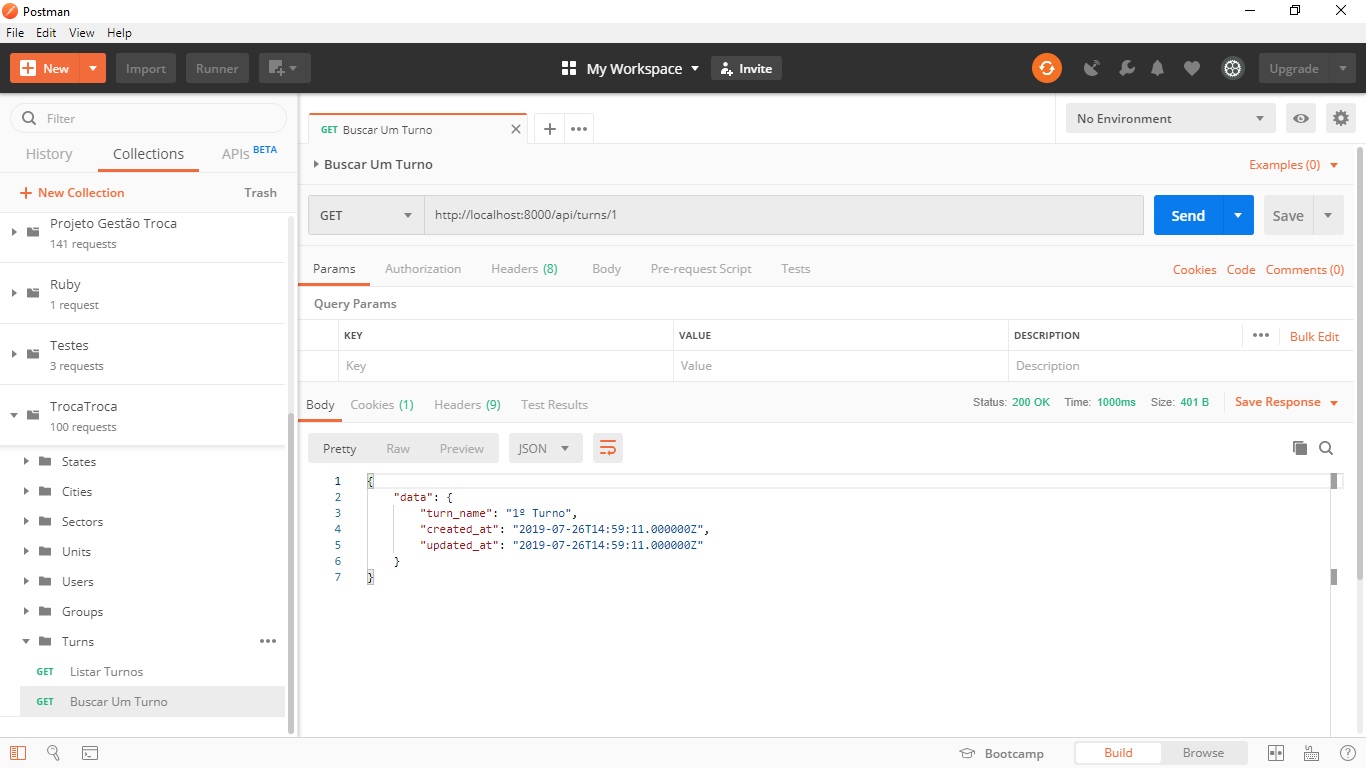 Postman
File Edit View Help
New Import Runner My Workspace Invite Upgrade
Filter
History Collections APIs BETA
New Collection Trash
Projeto Gestão Troca
141 requests
Ruby
1 request
Testes
3 requests
TrocaTroca
100 requests
States
Cities
Sectors
Units
Users
Groups
Turns
GET Listar Turnos
GET Buscar Um Turno
GET Buscar Um Turno
No Environment
Buscar Um Turno Examples (0)
GET http://localhost:8000/api/turns/1 Send Save
Params Authorization Headers (8) Body Pre-request Script Tests Cookies Code Comments (0)
Query Params
KEY VALUE DESCRIPTION Bulk Edit
Key Value Description
Body Cookies (1) Headers (9) Test Results Status: 200 OK Time: 1000ms Size: 401 B Save Response
Pretty Raw Preview JSON
1 {
2 "data": {
3 "turn_name": "1º Turno",
4 "created_at": "2019-07-26T14:59:11.000000Z",
5 "updated_at": "2019-07-26T14:59:11.000000Z"
6 }
7 }
Bootcamp Build Browse